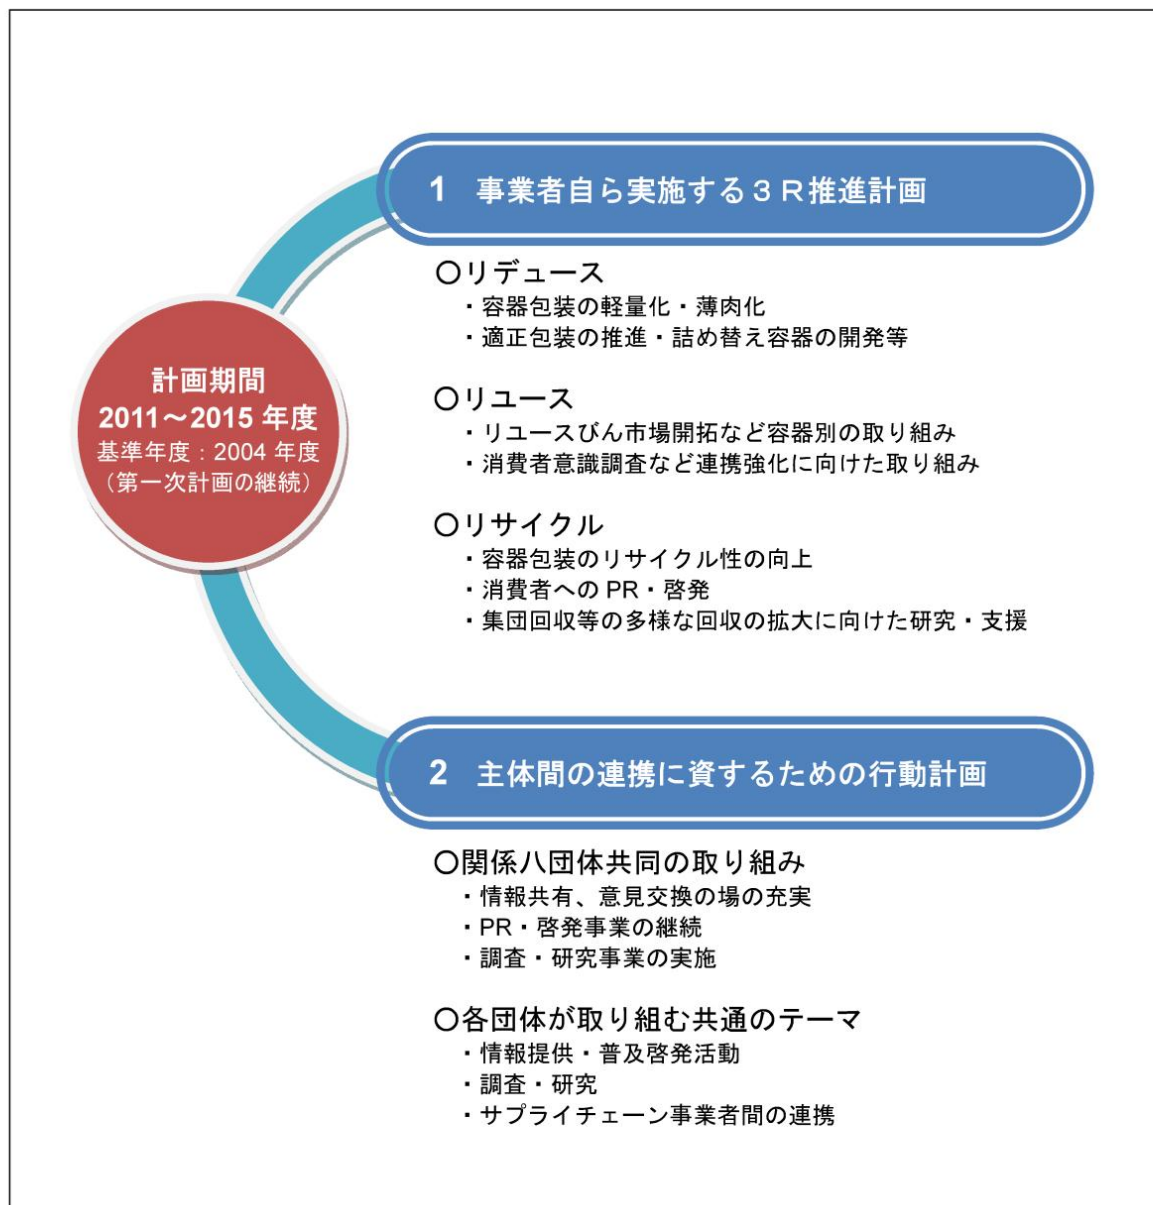 計画期間
2011～2015 年度
基準年度：2004 年度
（第一次計画の継続）
1 事業者自ら実施する３Ｒ推進計画
○リデュース
・容器包装の軽量化・薄肉化
・適正包装の推進・詰め替え容器の開発等
○リユース
・リユースびん市場開拓など容器別の取り組み
・消費者意識調査など連携強化に向けた取り組み
○リサイクル
・容器包装のリサイクル性の向上
・消費者への PR・啓発
・集団回収等の多様な回収の拡大に向けた研究・支援
2 主体間の連携に資するための行動計画
○関係八団体共同の取り組み
・情報共有、意見交換の場の充実
・PR・啓発事業の継続
・調査・研究事業の実施
○各団体が取り組む共通のテーマ
・情報提供・普及啓発活動
・調査・研究
・サプライチェーン事業者間の連携